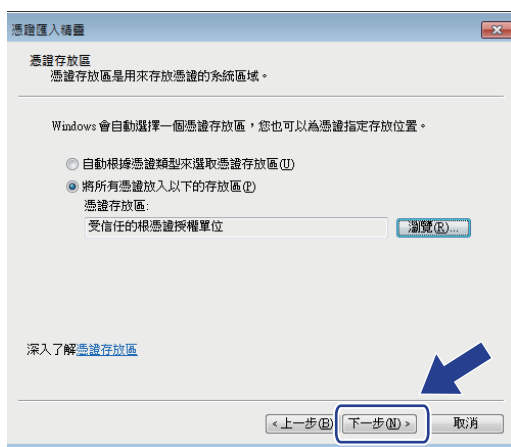 憑證匯入精靈
憑證存放區
憑證存放區是用來存放憑證的系統區域。
Windows 會自動選擇一個憑證存放區，您也可以為憑證指定存放位置。
自動根據憑證類型來選取憑證存放區(U)
將所有憑證放入以下的存放區(P)
憑證存放區:
受信任的根憑證授權單位
瀏覽(R)...
深入了解憑證存放區
<上一步(B) 下一步(N) > 取消